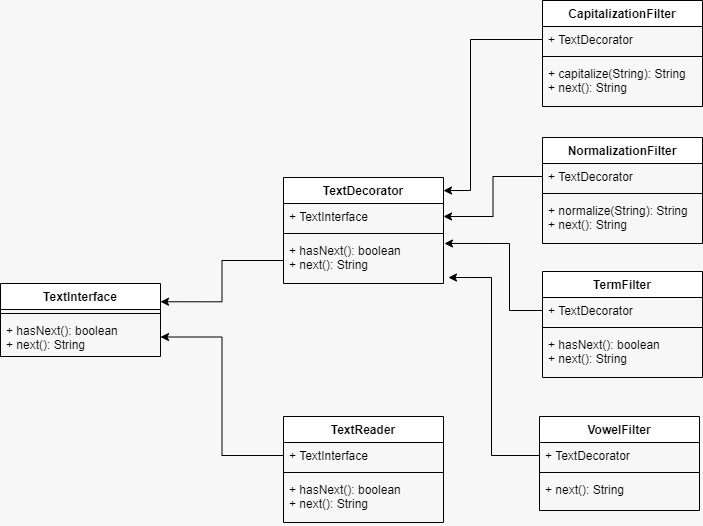 CapitalizationFilter
+ TextDecorator
+ capitalize(String): String
+ next(): String
NormalizationFilter
+ TextDecorator
+ normalize(String): String
+ next(): String
TextDecorator
+ TextInterface
+ hasNext(): boolean
+ next(): String
TermFilter
+ TextDecorator
+ hasNext(): boolean
+ next(): String
TextInterface
+ hasNext(): boolean
+ next(): String
TextReader
+ TextInterface
+ hasNext(): boolean
+ next(): String
VowelFilter
+ TextDecorator
+ next(): String